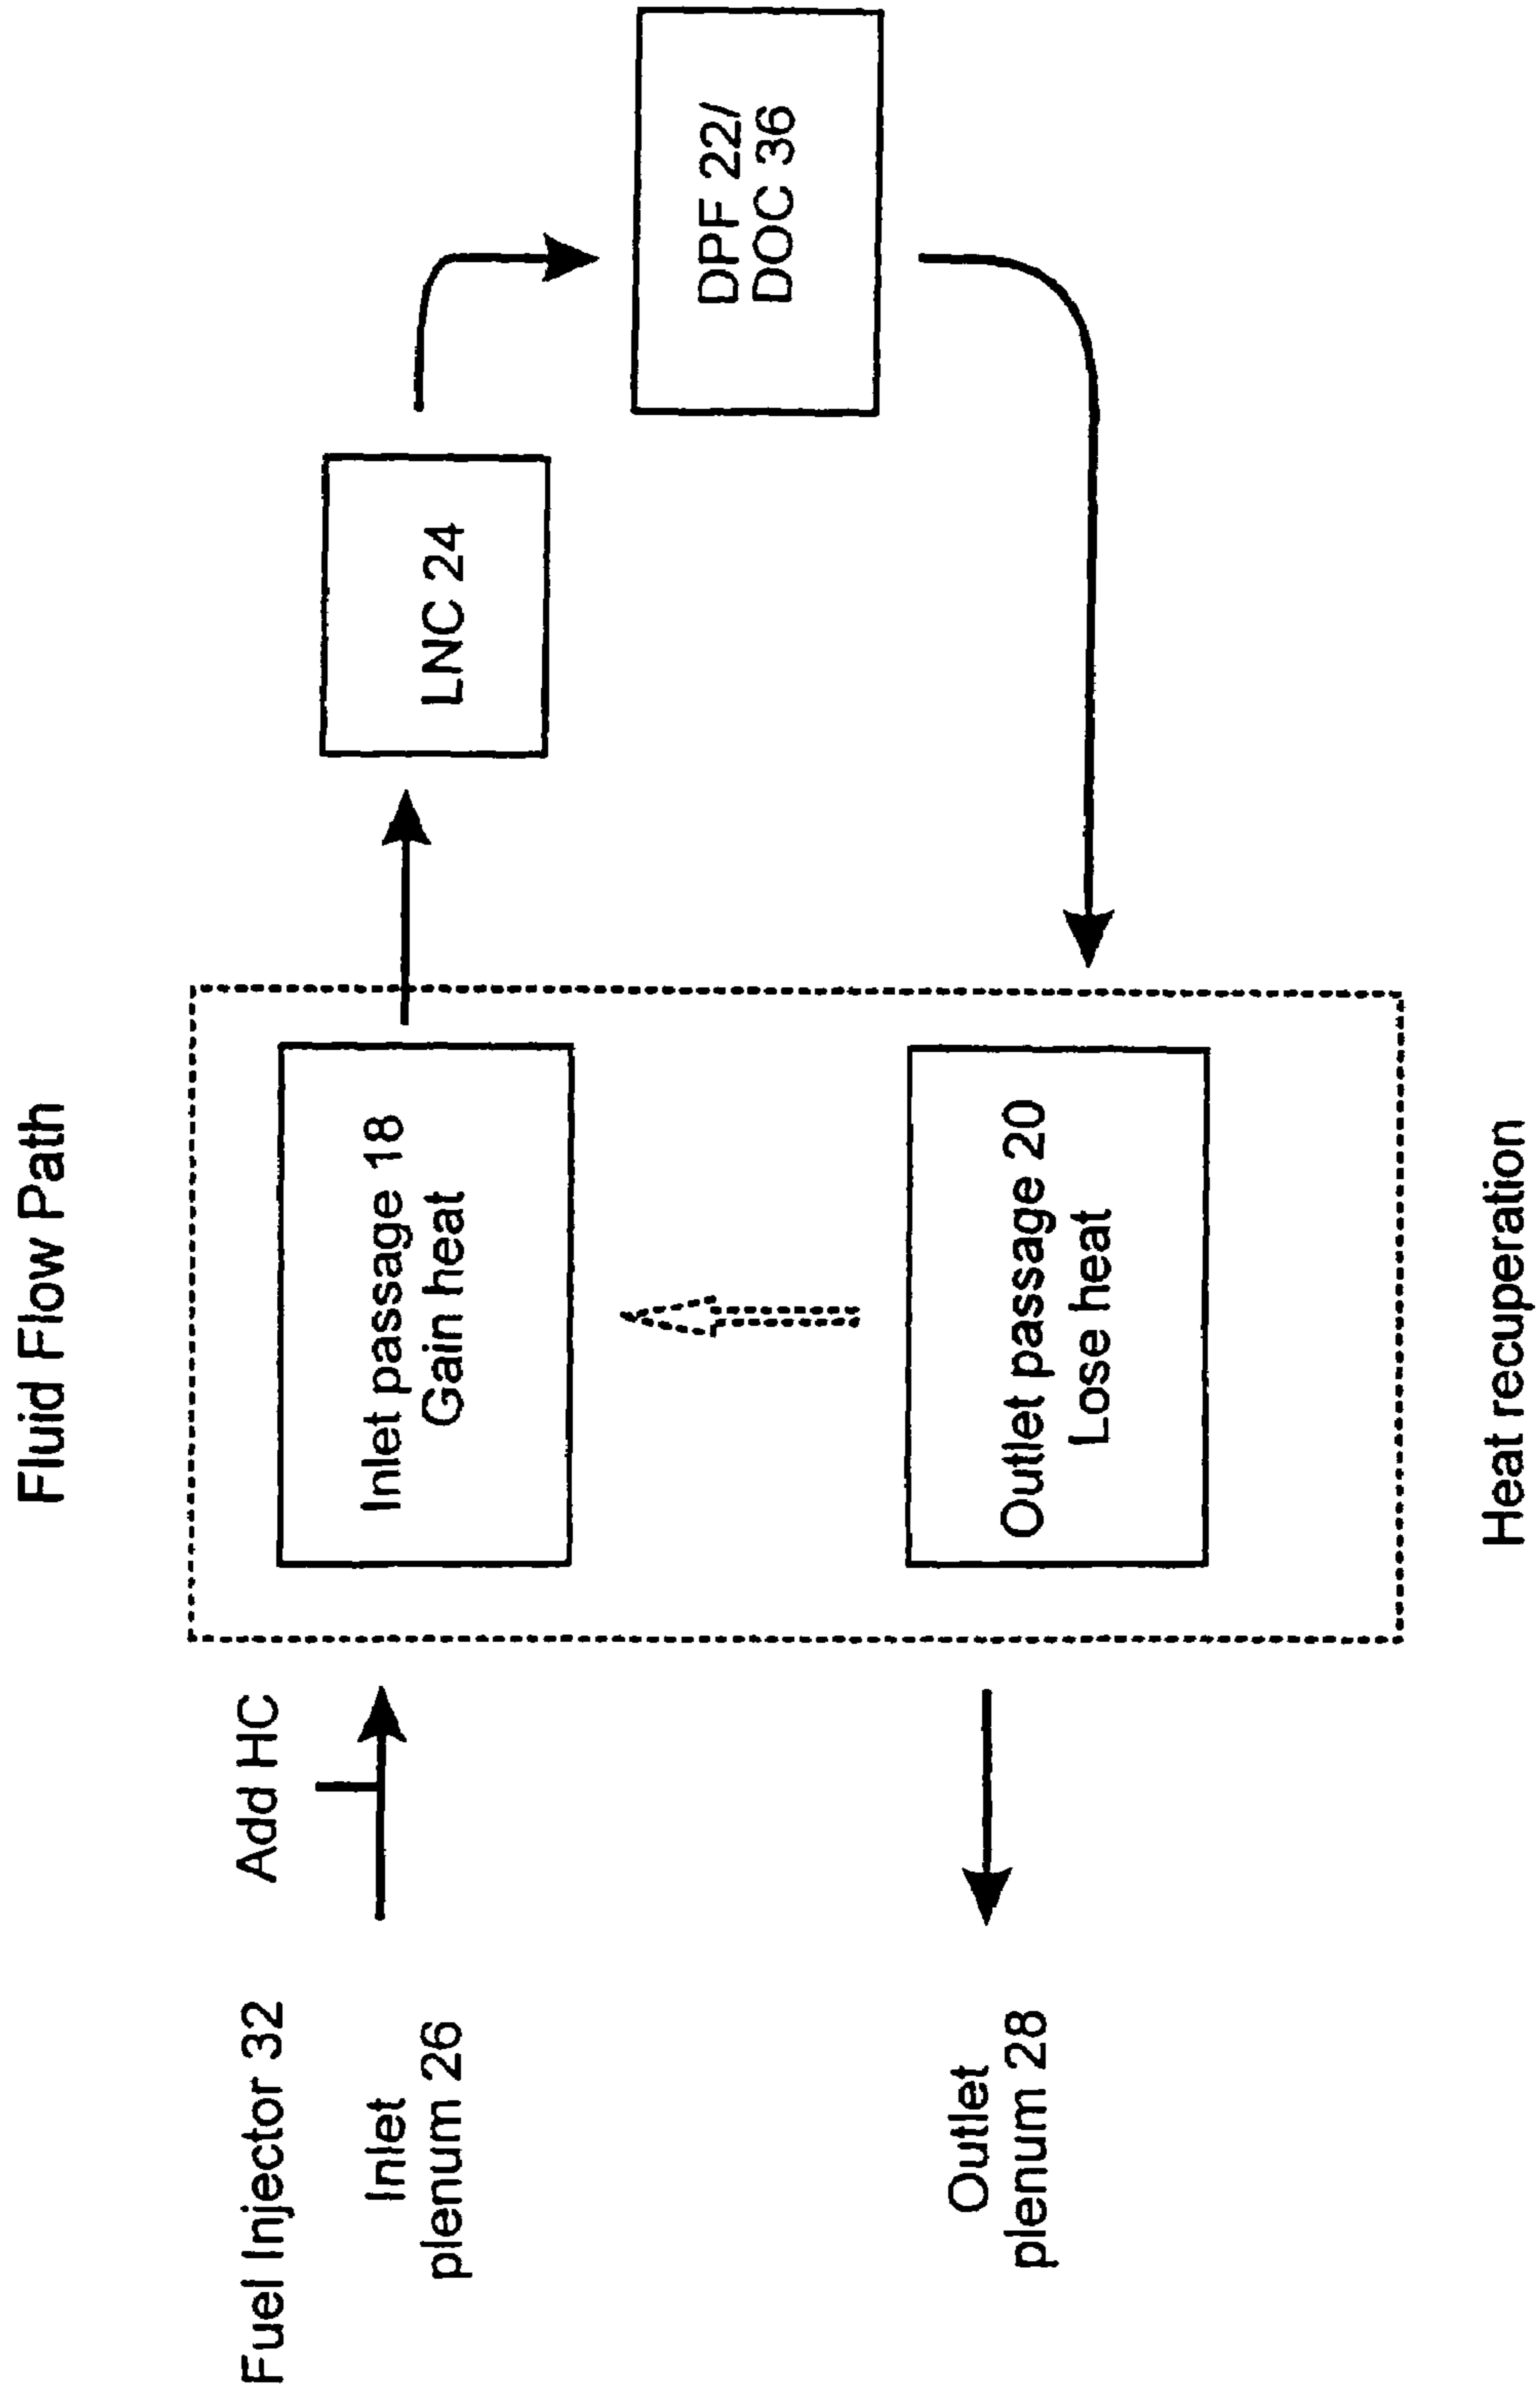 Fluid Flow Path
Fuel Injector 32
Add HC
Inlet
plenum 26
Inlet passage 18
Gain heat
LNC 24
DPF 22/
DOC 36
Outlet
plenum 28
Outlet passage 20
Lose heat
Heat recuperation